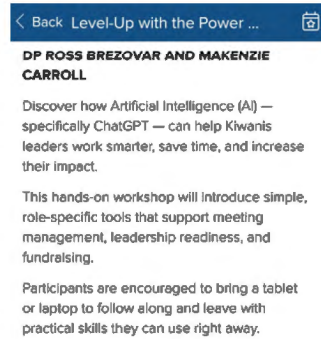 Back Level-Up with the Power ...
DP ROSS BREZOVAR AND MAKENZIE
CARROLL
Discover how Artificial Intelligence (AI) —
specifically ChatGPT — can help Kiwanis
leaders work smarter, save time, and increase
their impact.
This hands-on workshop will introduce simple,
role-specific tools that support meeting
management, leadership readiness, and
fundraising.
Participants are encouraged to bring a tablet
or laptop to follow along and leave with
practical skills they can use right away.